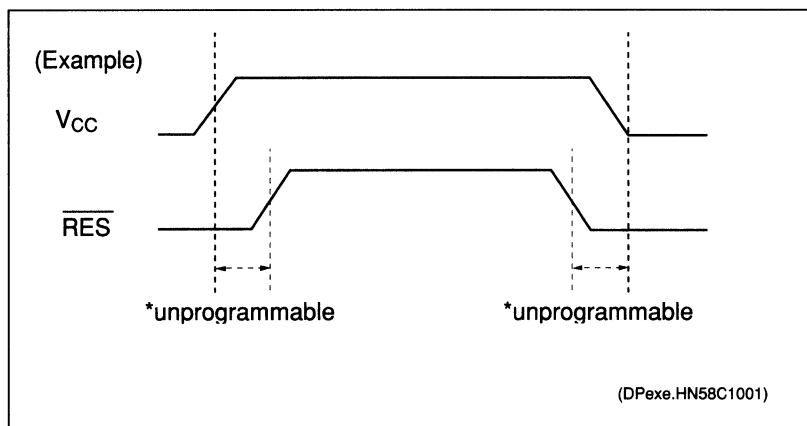 (Example)
VCC
RES
*unprogrammable *unprogrammable
(DPexe.HN58C1001)